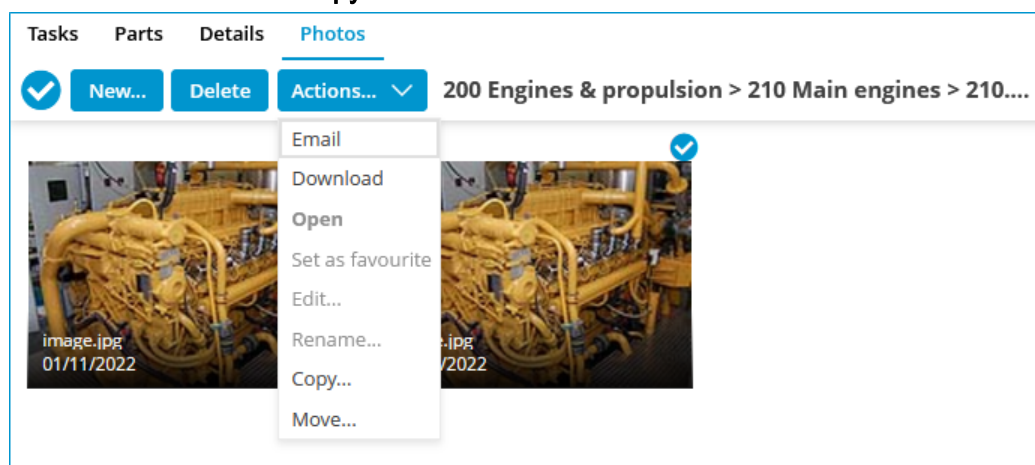 Tasks Parts Details Photos
New... Delete Actions... 200 Engines & propulsion > 210 Main engines > 210....
Email
Download
Open
Set as favourite
Edit...
Rename...
image.jpg .jpg
01/11/2022 /2022
Copy...
Move...